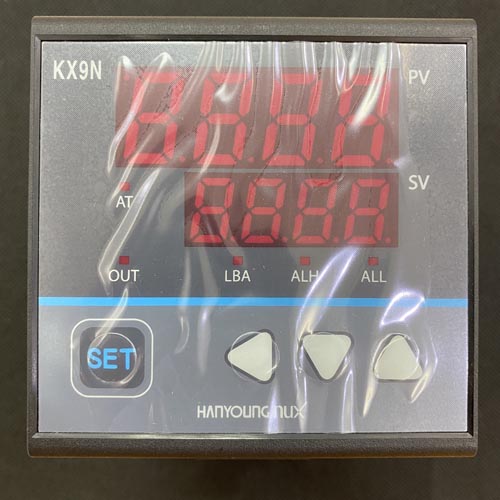 KX9N
PV
SV
AT
OUT LBA ALH ALL
SET
HANYOUNG NUX